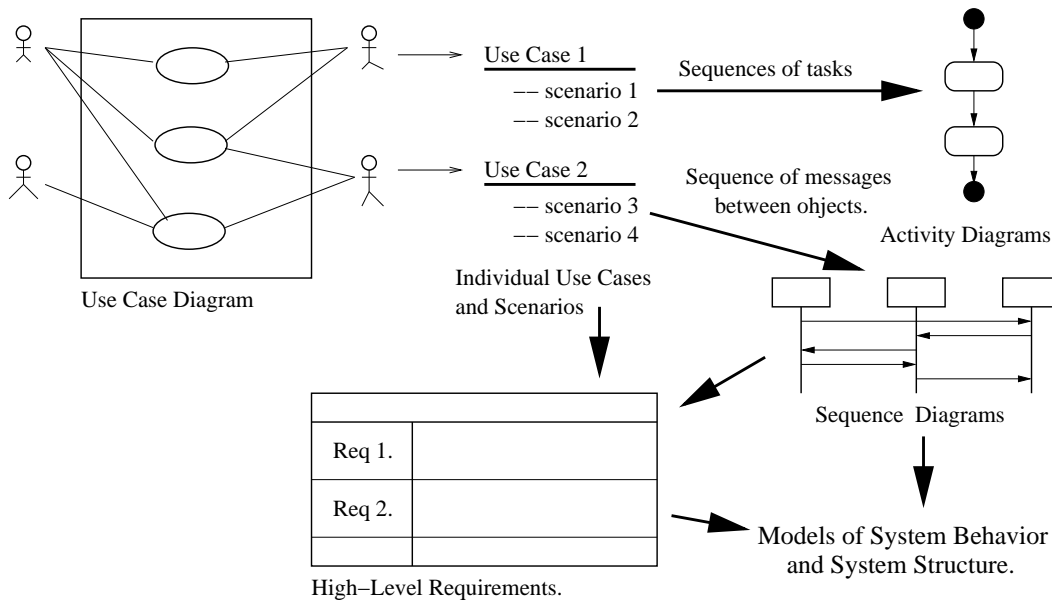 Use Case 1
−− scenario 1
−− scenario 2
Use Case 2
−− scenario 3
−− scenario 4
Sequences of tasks
Sequence of messages
between objects.
Activity Diagrams
Use Case Diagram
Individual Use Cases
and Scenarios
Sequence Diagrams
Req 1.
Req 2.
High−Level Requirements.
Models of System Behavior
and System Structure.